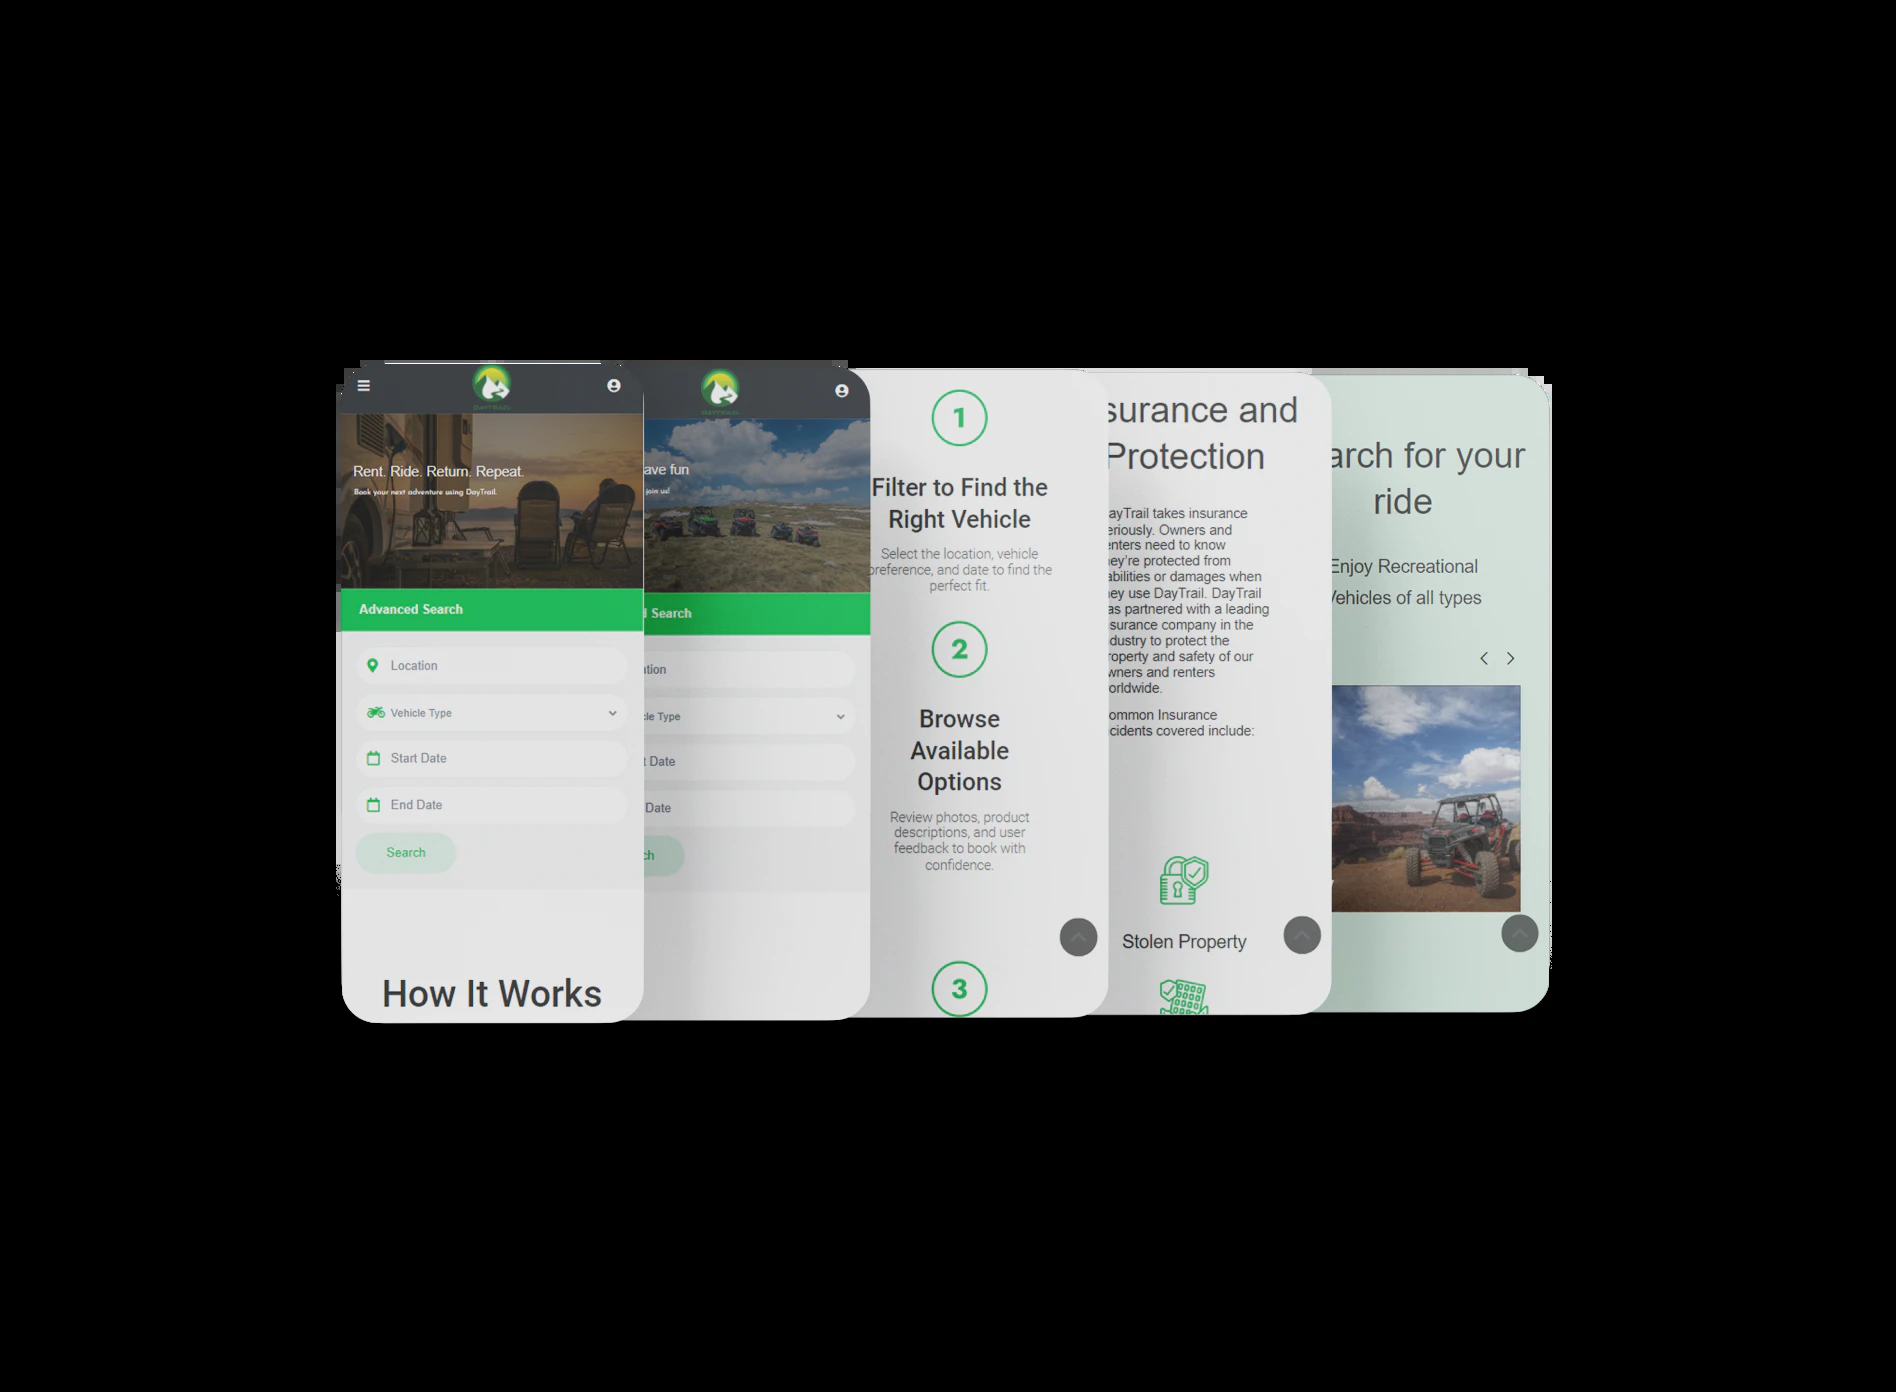 DAYTRAIL
Rent. Ride. Return. Repeat.
Book your next adventure using DayTrail.
Advanced Search
Location
Vehicle Type
Start Date
End Date
Search
How It Works
DAYTRAIL
ave fun
join us!
Search
tion
cle Type
t Date
Date
ch
1
Filter to Find the
Right Vehicle
Select the location, vehicle
preference, and date to find the
perfect fit.
2
Browse
Available
Options
Review photos, product
descriptions, and user
feedback to book with
confidence.
3
surance and
Protection
ayTrail takes insurance
eriously. Owners and
enters need to know
ey're protected from
abilities or damages when
ey use DayTrail. DayTrail
as partnered with a leading
surance company in the
dustry to protect the
roperty and safety of our
wners and renters
orldwide.
ommon Insurance
cidents covered include:
Stolen Property
arch for your
ride
Enjoy Recreational
Vehicles of all types